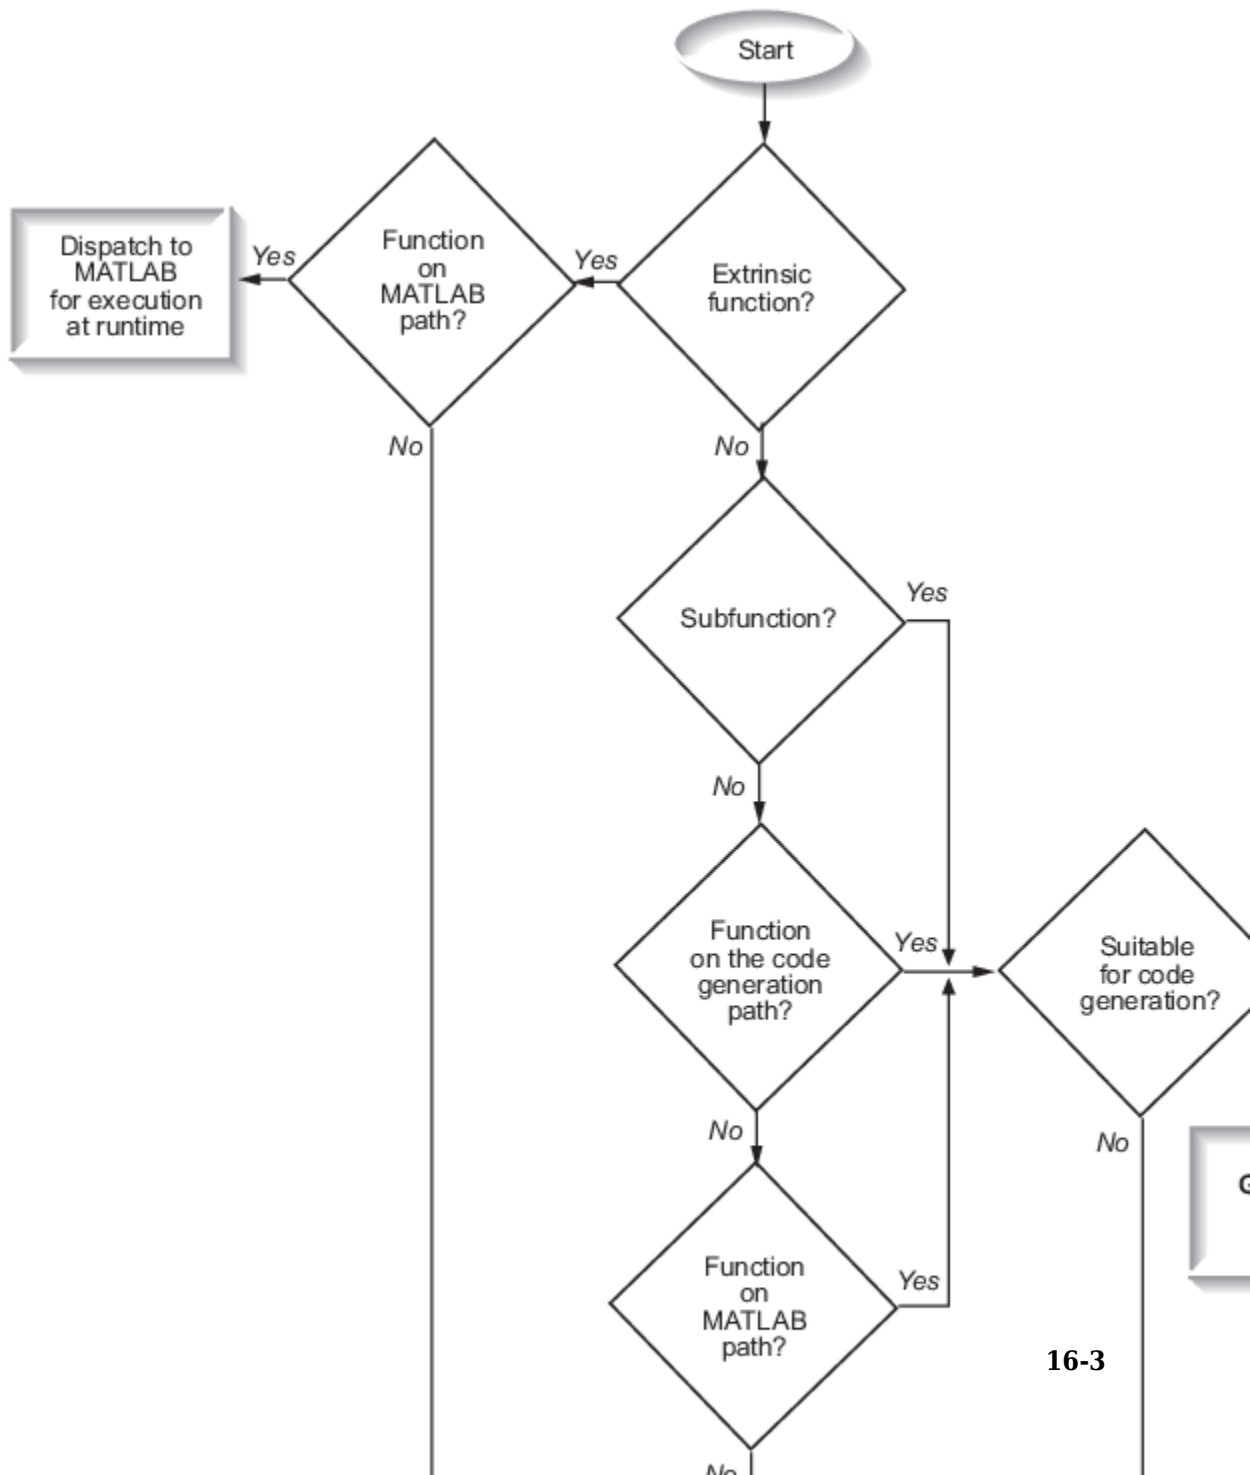 Start
Dispatch to
MATLAB
for execution
at runtime
Yes
Function
on
MATLAB
path?
Yes
Extrinsic
function?
No
No
Subfunction?
Yes
No
Function
on the code
generation
path?
Yes
Suitable
for code
generation?
No
No
Function
on
MATLAB
path?
Yes
16-3
No